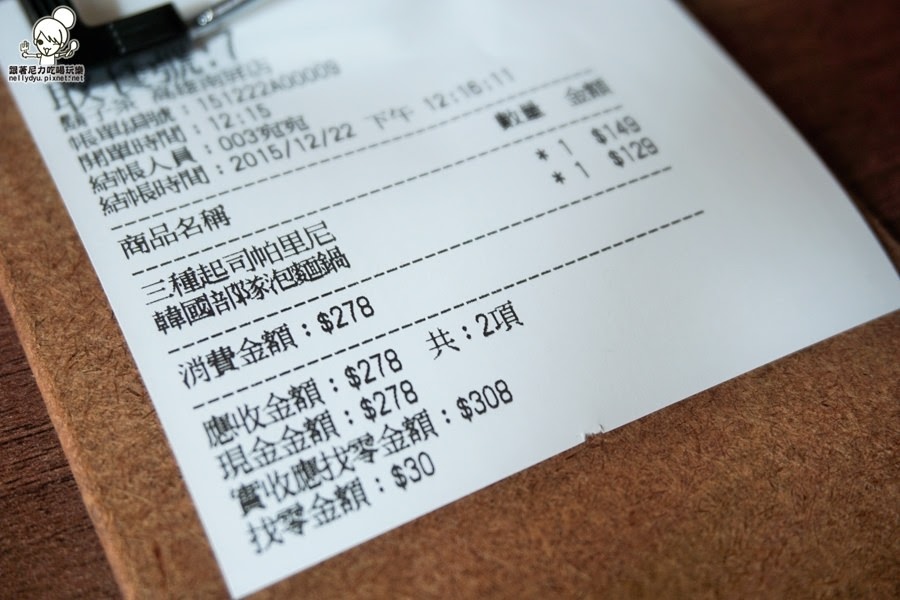 跟著尼力吃喝玩樂
nellydyu.pixnet.net
7
帳單編號：151222A00009
開單時間：12:15
結帳人員：003宛宛
結帳時間：2015/12/22 下午 12:16:11
商品名稱 數量 金額
三種起司帕里尼 * 1 $149
韓國部隊泡麵鍋 * 1 $129
消費金額：$278
應收金額：$278 共：2項
現金金額：$278
實收應找零金額：$308
找零金額：$30